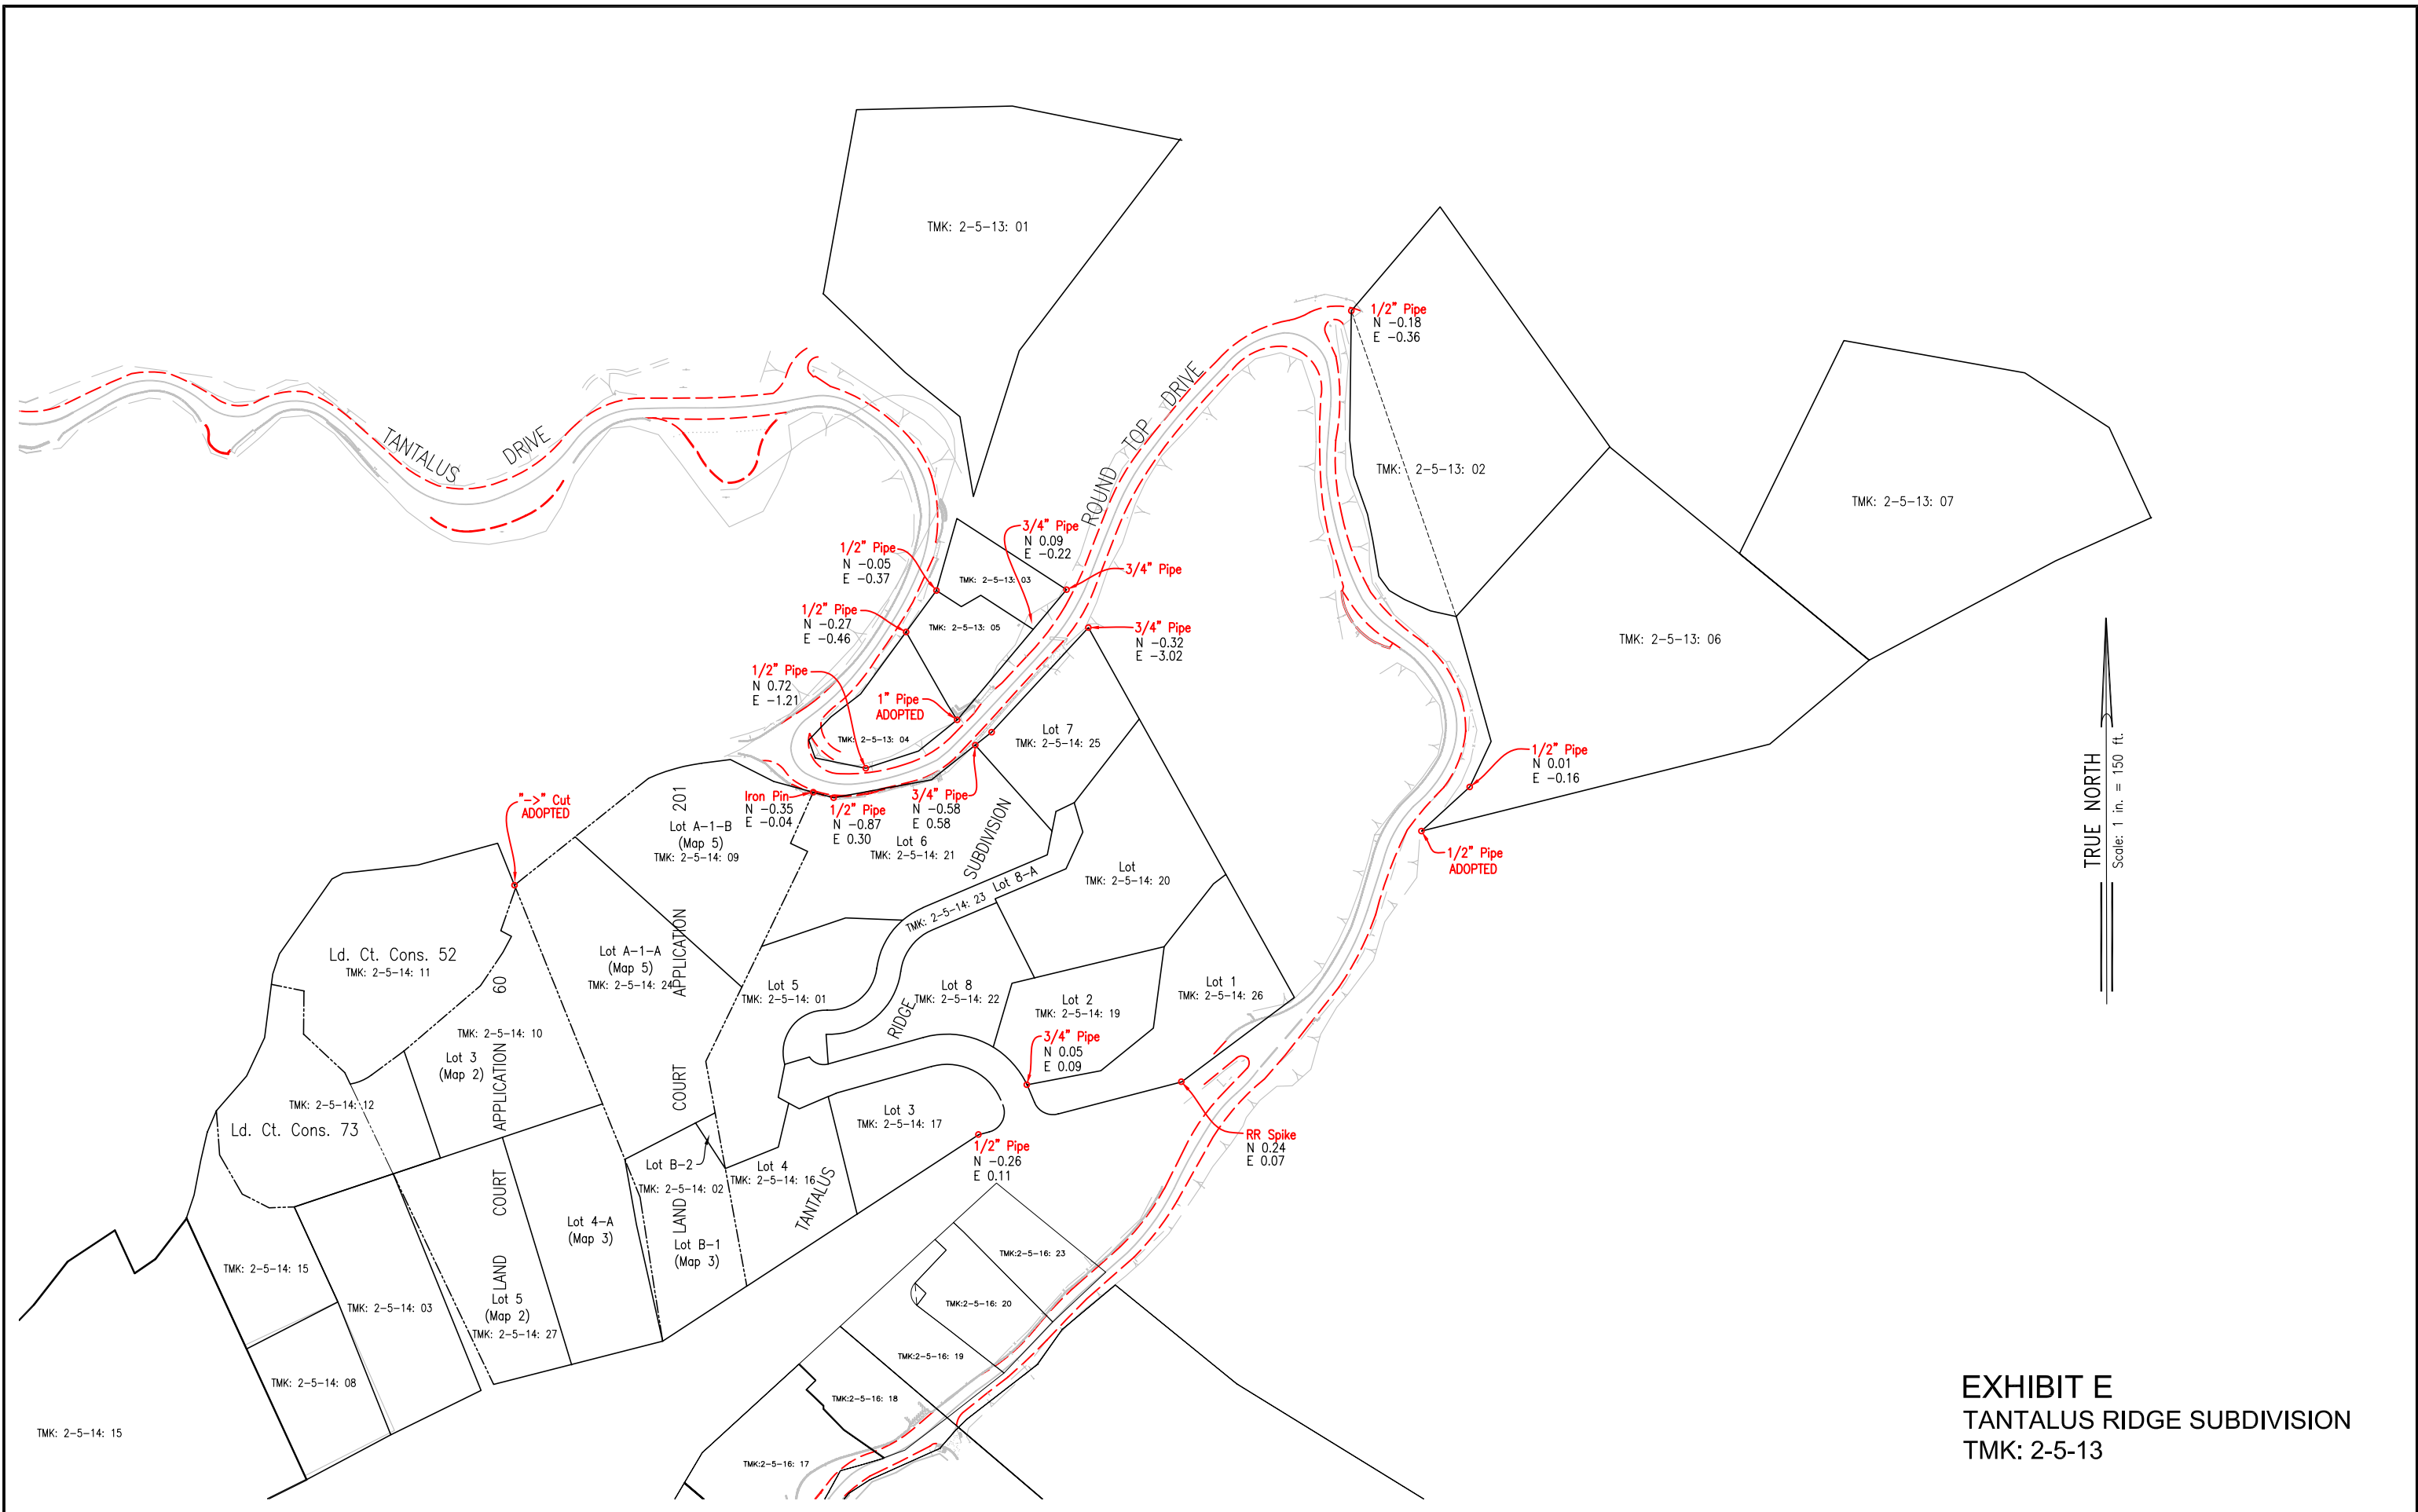 TMK: 2-5-13: 01
1/2" Pipe
N -0.18
E -0.36
TANTALUS DRIVE
ROUND TOP DRIVE
TMK: 2-5-13: 02
TMK: 2-5-13: 07
3/4" Pipe
N 0.09
E -0.22
1/2" Pipe
N -0.05
E -0.37
3/4" Pipe
TMK: 2-5-13: 03
1/2" Pipe
N -0.27
E -0.46
TMK: 2-5-13: 05
3/4" Pipe
N -0.32
E -3.02
TMK: 2-5-13: 06
1/2" Pipe
N 0.72
E -1.21
1" Pipe
ADOPTED
TMK: 2-5-13: 04
Lot 7
TMK: 2-5-14: 25
1/2" Pipe
N 0.01
E -0.16
TRUE NORTH
Scale: 1 in. = 150 ft.
"->" Cut
ADOPTED
Iron Pin
N -0.35
E -0.04
1/2" Pipe
N -0.87
E 0.30
3/4" Pipe
N -0.58
E 0.58
Lot A-1-B
(Map 5)
TMK: 2-5-14: 09
Lot 6
TMK: 2-5-14: 21
1/2" Pipe
ADOPTED
Lot
TMK: 2-5-14: 20
TMK: 2-5-14: 23 Lot 8-A
TANTALUS RIDGE SUBDIVISION
Ld. Ct. Cons. 52
TMK: 2-5-14: 11
Lot A-1-A
(Map 5)
TMK: 2-5-14: 24
LAND COURT APPLICATION 201
LAND COURT APPLICATION 60
Lot 5
TMK: 2-5-14: 01
Lot 8
TMK: 2-5-14: 22
Lot 2
TMK: 2-5-14: 19
Lot 1
TMK: 2-5-14: 26
TMK: 2-5-14: 10
Lot 3
(Map 2)
3/4" Pipe
N 0.05
E 0.09
TMK: 2-5-14: 12
Ld. Ct. Cons. 73
Lot 3
TMK: 2-5-14: 17
RR Spike
N 0.24
E 0.07
1/2" Pipe
N -0.26
E 0.11
Lot B-2
TMK: 2-5-14: 02
Lot 4
TMK: 2-5-14: 16
Lot 4-A
(Map 3)
Lot B-1
(Map 3)
TMK: 2-5-14: 15
TMK: 2-5-14: 03
Lot 5
(Map 2)
TMK: 2-5-14: 27
TMK: 2-5-14: 08
TMK: 2-5-14: 15
TMK:2-5-16: 23
TMK:2-5-16: 20
TMK:2-5-16: 19
TMK:2-5-16: 18
TMK:2-5-16: 17
EXHIBIT E
TANTALUS RIDGE SUBDIVISION
TMK: 2-5-13